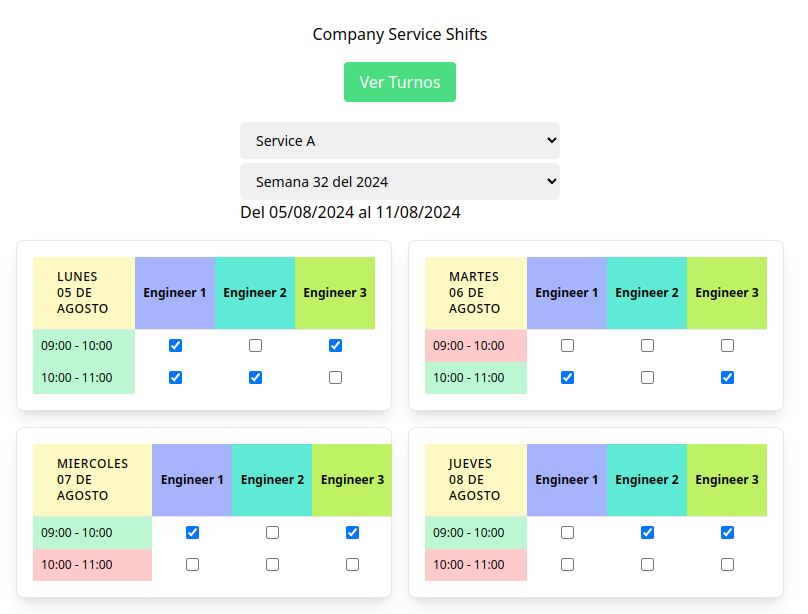 Company Service Shifts
Ver Turnos
Service A
Semana 32 del 2024
Del 05/08/2024 al 11/08/2024
LUNES
05 DE
AGOSTO
Engineer 1
Engineer 2
Engineer 3
09:00 - 10:00
10:00 - 11:00
MARTES
06 DE
AGOSTO
Engineer 1
Engineer 2
Engineer 3
09:00 - 10:00
10:00 - 11:00
MIERCOLES
07 DE
AGOSTO
Engineer 1
Engineer 2
Engineer 3
09:00 - 10:00
10:00 - 11:00
JUEVES
08 DE
AGOSTO
Engineer 1
Engineer 2
Engineer 3
09:00 - 10:00
10:00 - 11:00